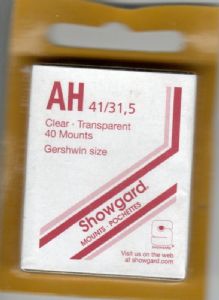 AH 41/31,5
Clear · Transparent
40 Mounts
Gershwin size
Showgard®
MOUNTS · POCHETTES
Visit us on the web
at showgard.com